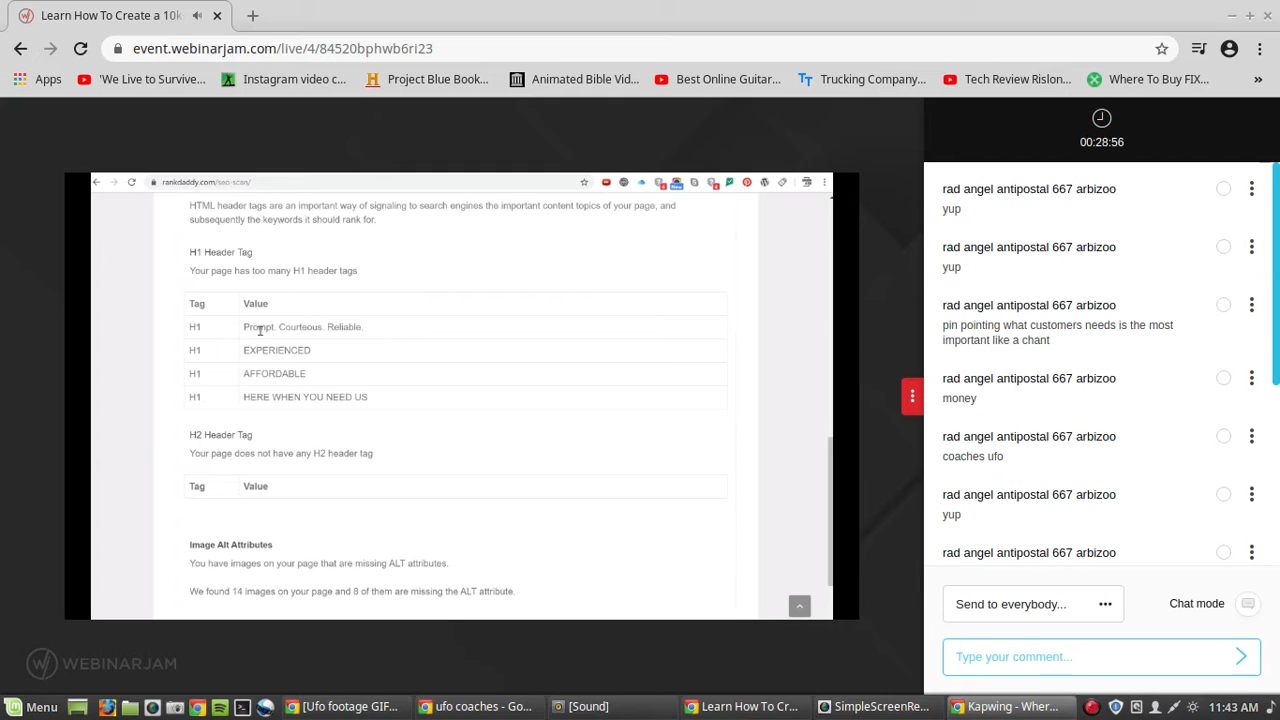 Learn How To Create a 10k
event.webinarjam.com/live/4/84520bphwb6ri23
Apps
'We Live to Survive...
Instagram video c...
Project Blue Book...
Animated Bible Vid...
Best Online Guitar...
Trucking Company...
Tech Review Rislon...
Where To Buy FIX...
»
rankdaddy.com/seo-scan/
HTML header tags are an important way of signaling to search engines the important content topics of your page, and
subsequently the keywords it should rank for.
H1 Header Tag
Your page has too many H1 header tags
Tag Value
H1 Prompt. Courteous. Reliable.
H1 EXPERIENCED
H1 AFFORDABLE
H1 HERE WHEN YOU NEED US
H2 Header Tag
Your page does not have any H2 header tag
Tag Value
Image Alt Attributes
You have images on your page that are missing ALT attributes.
We found 14 images on your page and 8 of them are missing the ALT attribute.
WEBINARJAM
00:28:56
rad angel antipostal 667 arbizoo
yup
rad angel antipostal 667 arbizoo
yup
rad angel antipostal 667 arbizoo
pin pointing what customers needs is the most
important like a chant
rad angel antipostal 667 arbizoo
money
rad angel antipostal 667 arbizoo
coaches ufo
rad angel antipostal 667 arbizoo
yup
rad angel antipostal 667 arbizoo
Send to everybody...
Chat mode
Type your comment...
Menu
[Ufo footage GIF...
ufo coaches - Go...
[Sound]
Learn How To Cr...
SimpleScreenRe...
Kapwing - Wher...
11:43 AM